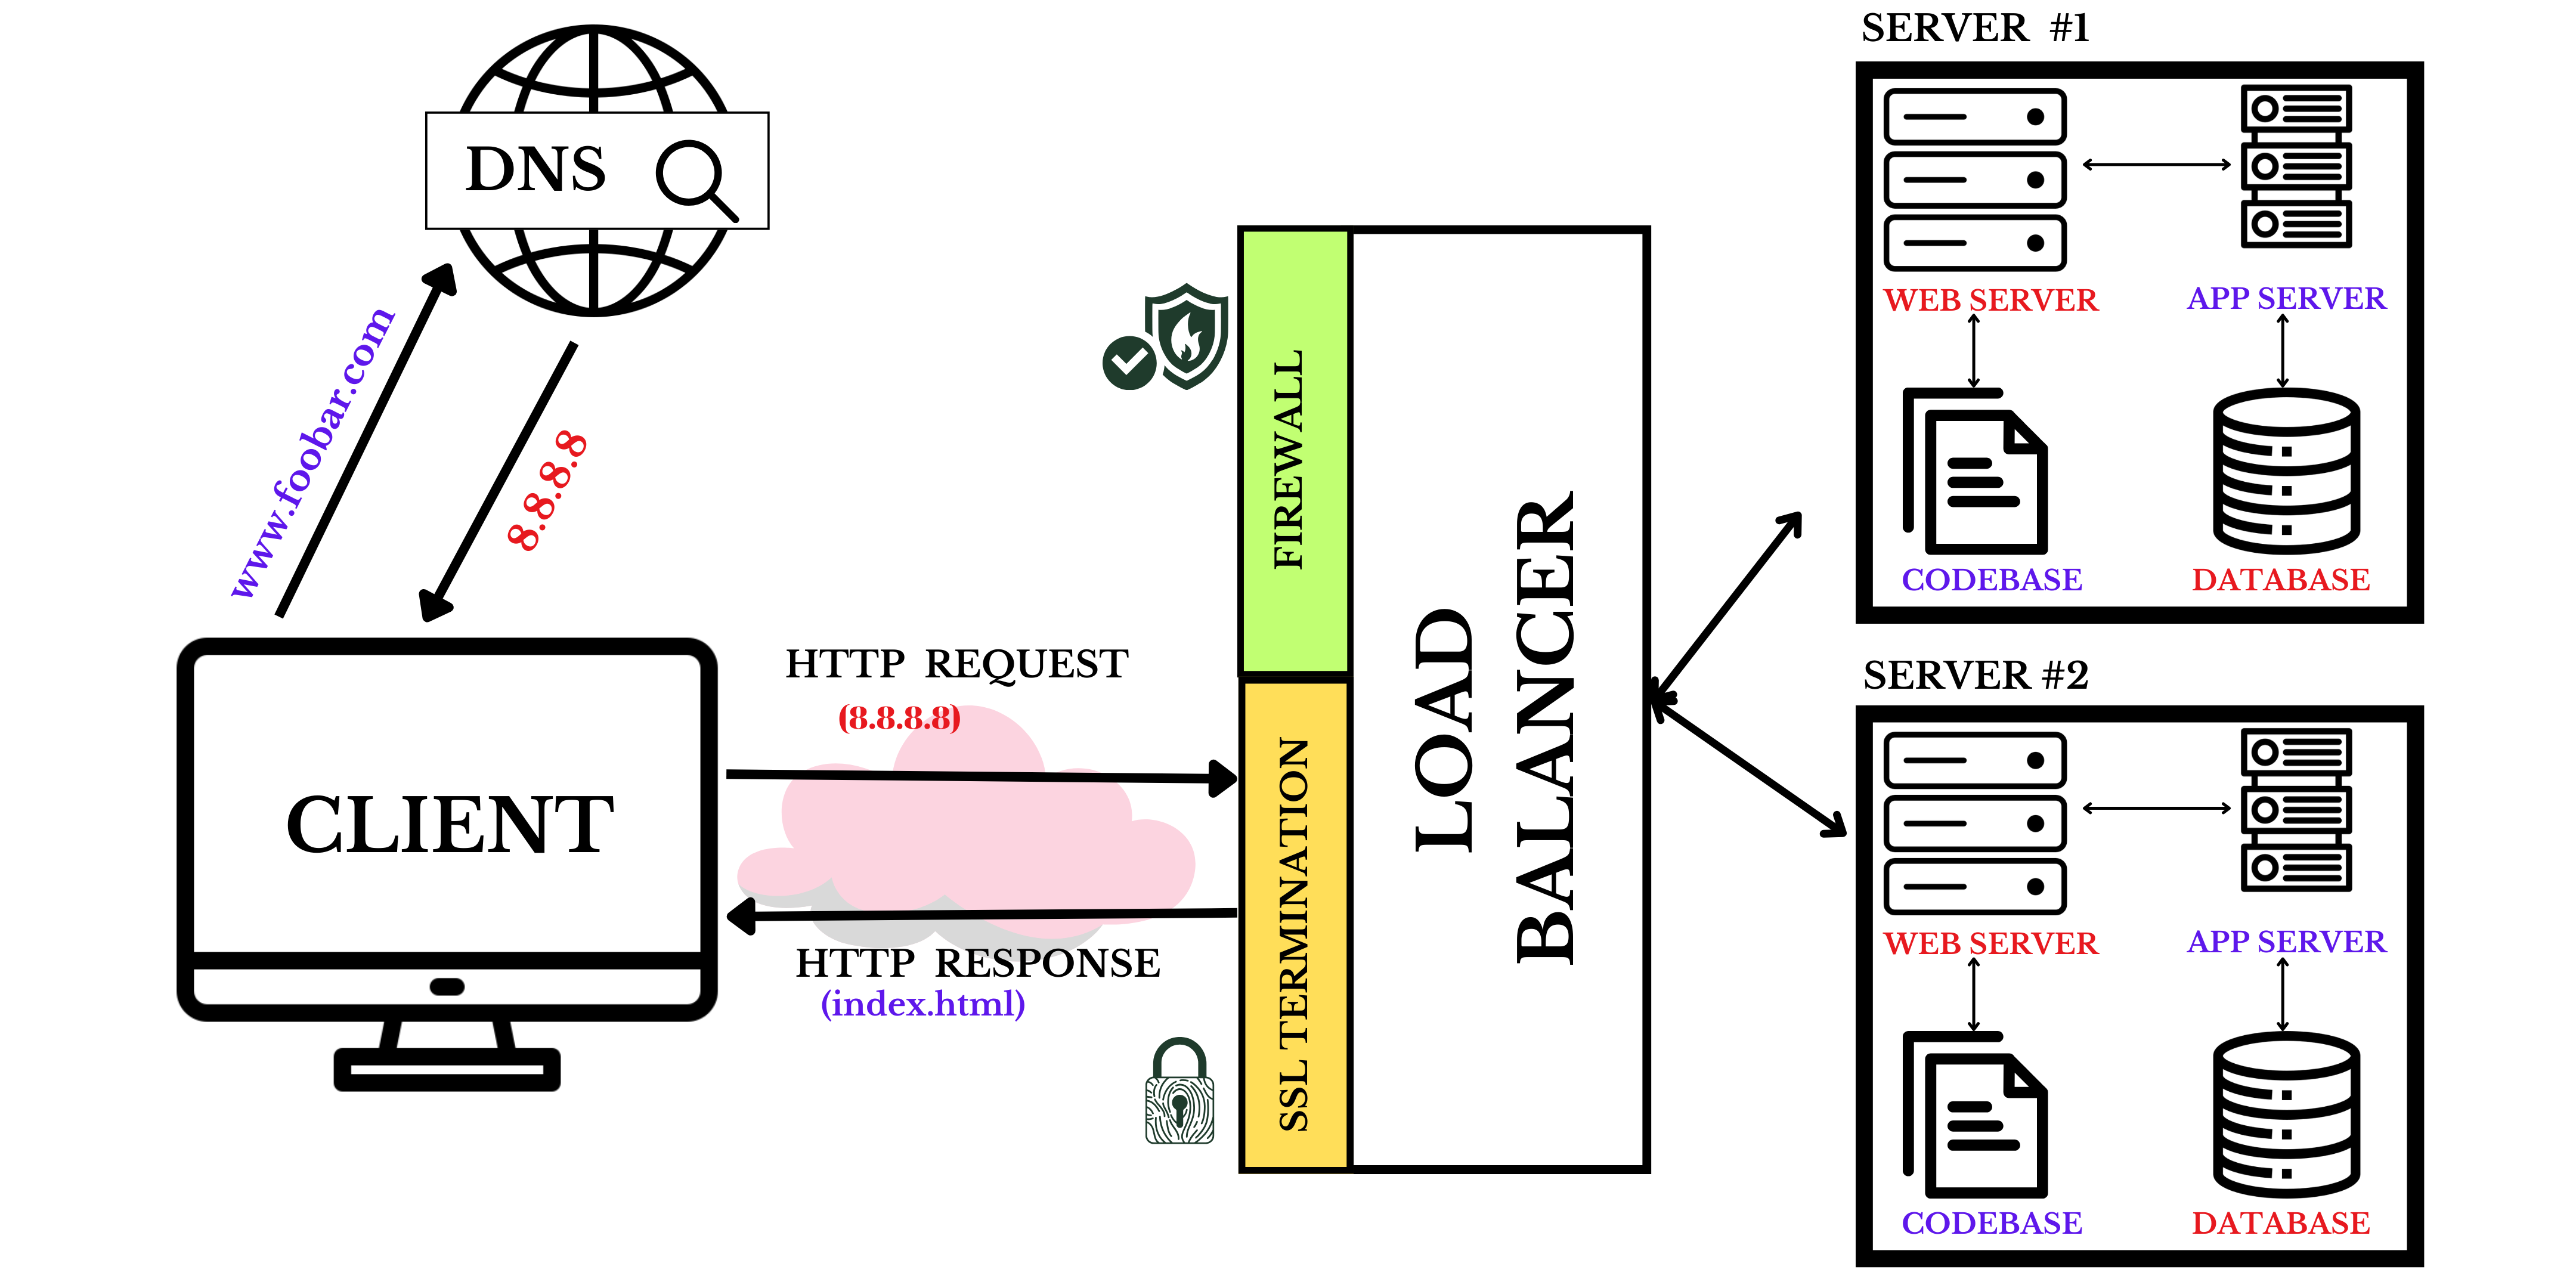 DNS
www.foobar.com
8.8.8.8
CLIENT
HTTP REQUEST
(8.8.8.8)
HTTP RESPONSE
(index.html)
FIREWALL
SSL TERMINATION
LOAD
BALANCER
SERVER #1
WEB SERVER
APP SERVER
CODEBASE
DATABASE
SERVER #2
WEB SERVER
APP SERVER
CODEBASE
DATABASE